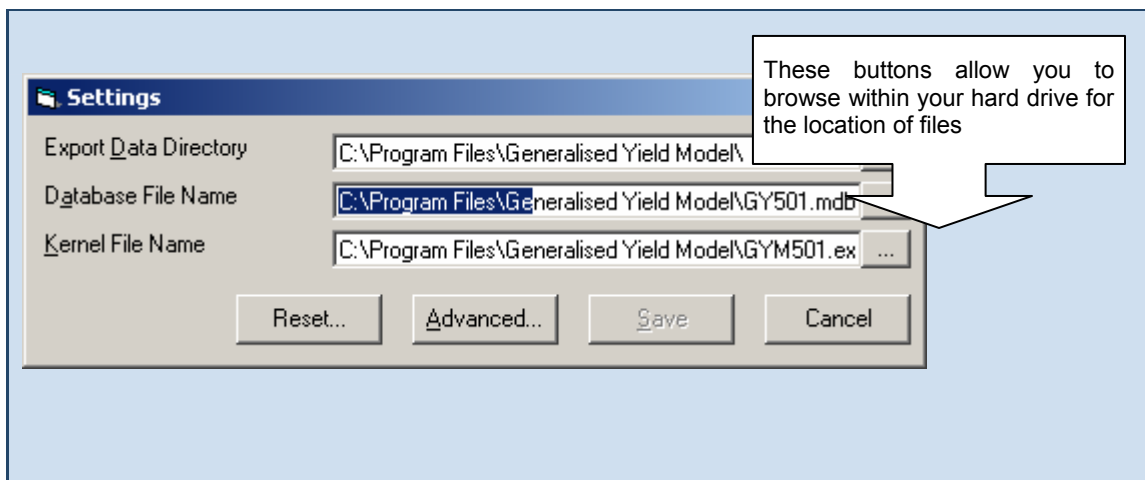 These buttons allow you to
browse within your hard drive for
the location of files
Settings
Export Data Directory
C:\Program Files\Generalised Yield Model\
Database File Name
C:\Program Files\Generalised Yield Model\GY501.mdb
Kernel File Name
C:\Program Files\Generalised Yield Model\GYM501.ex
...
Reset...
Advanced...
Save
Cancel